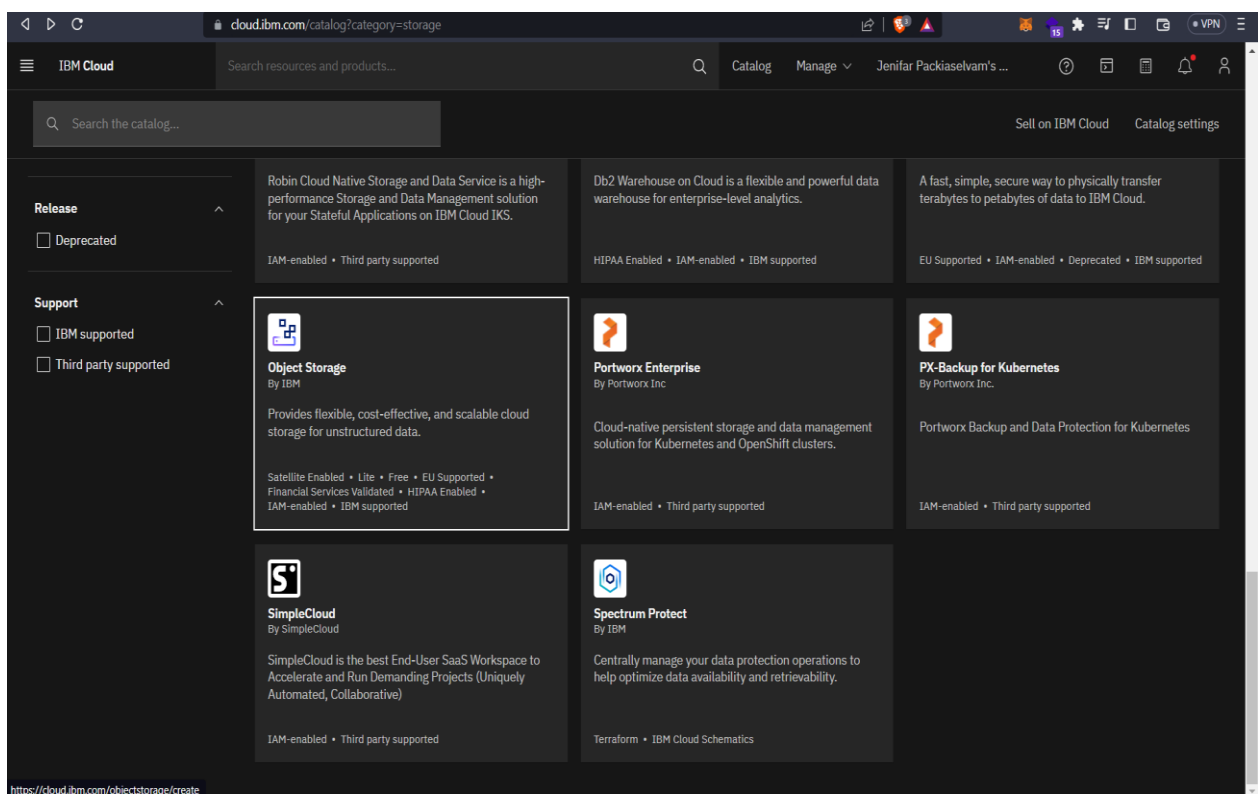 cloud.ibm.com/catalog?category=storage
15
VPN
IBM Cloud
Search resources and products...
Catalog
Manage
Jenifar Packiaselvam's ...
Search the catalog...
Sell on IBM Cloud
Catalog settings
Release
Deprecated
Support
IBM supported
Third party supported
Robin Cloud Native Storage and Data Service is a high-
performance Storage and Data Management solution
for your Stateful Applications on IBM Cloud IKS.
IAM-enabled • Third party supported
Db2 Warehouse on Cloud is a flexible and powerful data
warehouse for enterprise-level analytics.
HIPAA Enabled • IAM-enabled • IBM supported
A fast, simple, secure way to physically transfer
terabytes to petabytes of data to IBM Cloud.
EU Supported • IAM-enabled • Deprecated • IBM supported
Object Storage
By IBM
Provides flexible, cost-effective, and scalable cloud
storage for unstructured data.
Satellite Enabled • Lite • Free • EU Supported •
Financial Services Validated • HIPAA Enabled •
IAM-enabled • IBM supported
Portworx Enterprise
By Portworx Inc
Cloud-native persistent storage and data management
solution for Kubernetes and OpenShift clusters.
IAM-enabled • Third party supported
PX-Backup for Kubernetes
By Portworx Inc.
Portworx Backup and Data Protection for Kubernetes
IAM-enabled • Third party supported
S
SimpleCloud
By SimpleCloud
SimpleCloud is the best End-User SaaS Workspace to
Accelerate and Run Demanding Projects (Uniquely
Automated, Collaborative)
IAM-enabled • Third party supported
Spectrum Protect
By IBM
Centrally manage your data protection operations to
help optimize data availability and retrievability.
Terraform • IBM Cloud Schematics
https://cloud.ibm.com/objectstorage/create